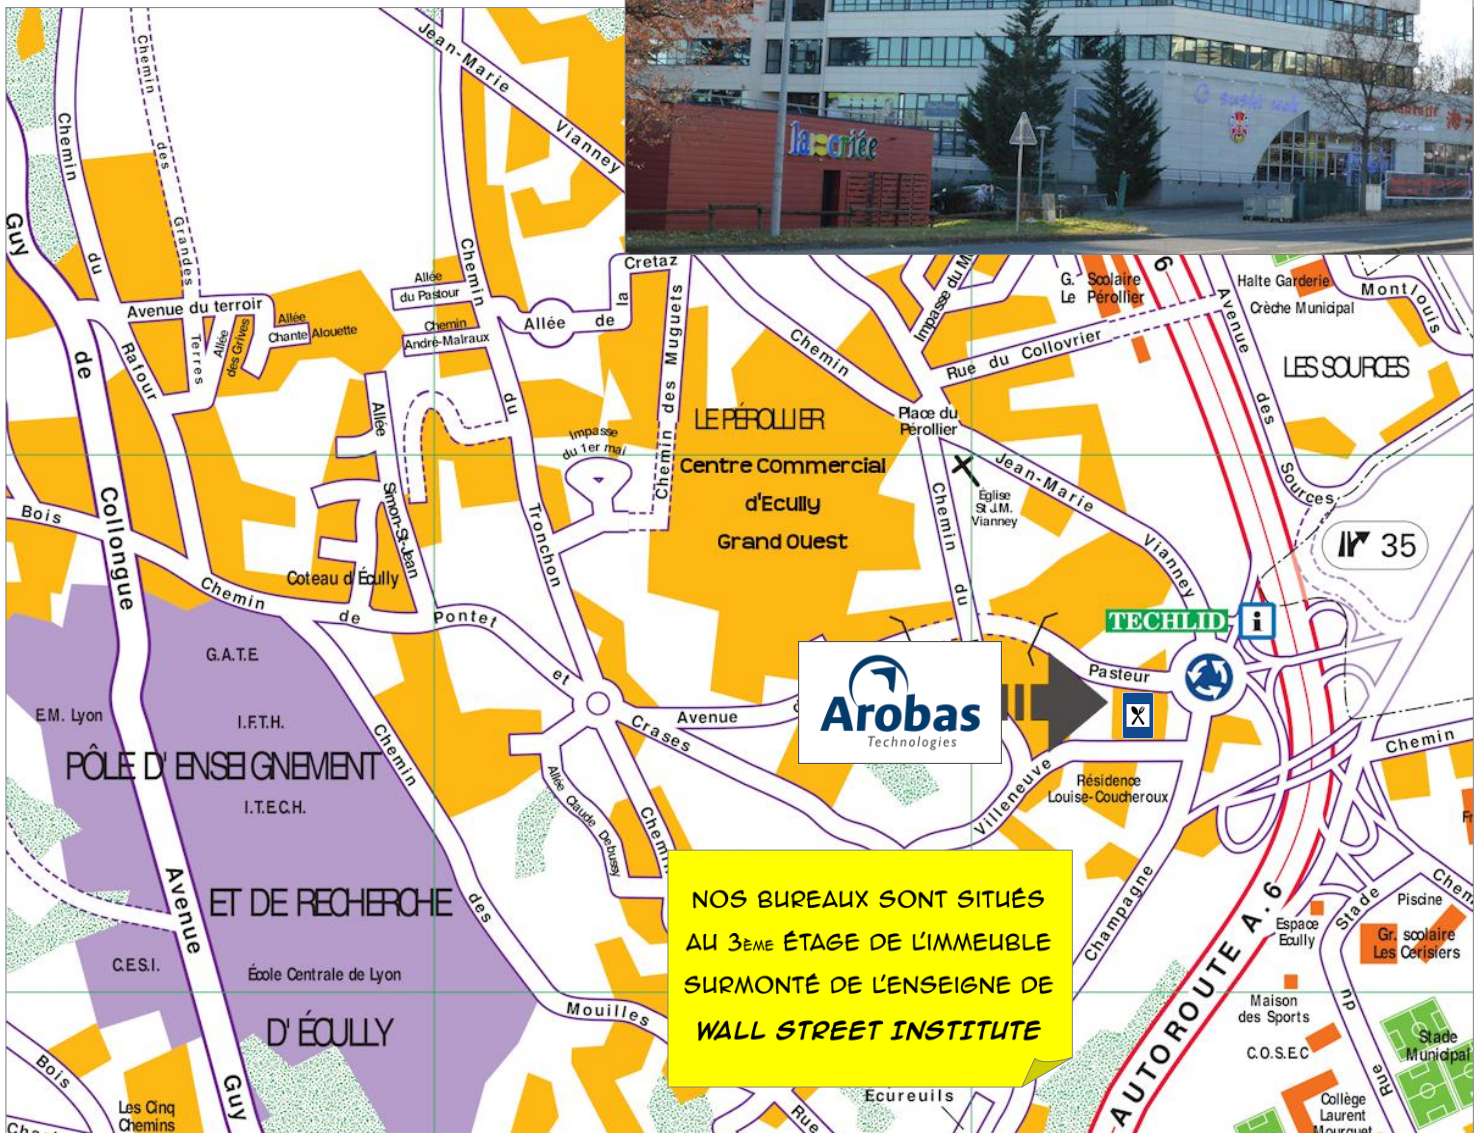 la criée
sushi wok
Jean-Marie
Vianney
Chemin
des
Grandes
Terres
Chemin
du
Ratour
Guy
de
Collongue
Avenue
Guy
Avenue du terroir
Allée
des Grives
Allée
Chante Alouette
Allée
du Pastour
Chemin
André-Malraux
Chemin
du
Tronchon
Allée de la
Cretaz
Chemin des Muguets
Impasse
du 1er mai
Allée
Simon-St-Jean
Coteau d'Écully
Bois
Chemin
de
Pontet
et
Crases
LE PÉROLLIER
Centre Commercial
d'Ecully
Grand Ouest
Chemin
Place du
Pérollier
Impasse du M
Rue du Collovrier
G. Scolaire
Le Pérollier
6
Avenue
des
Sources
Halte Garderie
Crèche Municipal
Montlouis
LES SOURCES
35
Église
St J.M.
Vianney
Jean-Marie
Vianney
Chemin
du
TECHLID
i
Pasteur
Arobas
Technologies
Avenue
Villeneuve
Résidence
Louise-Coucheroux
Champagne
Chemin
G.A.T.E.
E.M. Lyon
I.F.T.H.
PÔLE D'ENSEIGNEMENT
I.T.E.C.H.
ET DE RECHERCHE
C.E.S.I.
École Centrale de Lyon
D'ÉCULLY
Chemin
des
Mouilles
Allée Claude Debussy
Chemin
NOS BUREAUX SONT SITUÉS
AU 3ÈME ÉTAGE DE L'IMMEUBLE
SURMONTÉ DE L'ENSEIGNE DE
WALL STREET INSTITUTE
Ecureuils
Rue
AUTOROUTE A.6
Espace
Ecully
Stade
du
Rue
Piscine
Chem
Gr. scolaire
Les Cerisiers
Fr
Maison
des Sports
C.O.S.E.C
Stade
Municipal
Collège
Laurent
Mourguet
Bois
Les Cinq
Chemins